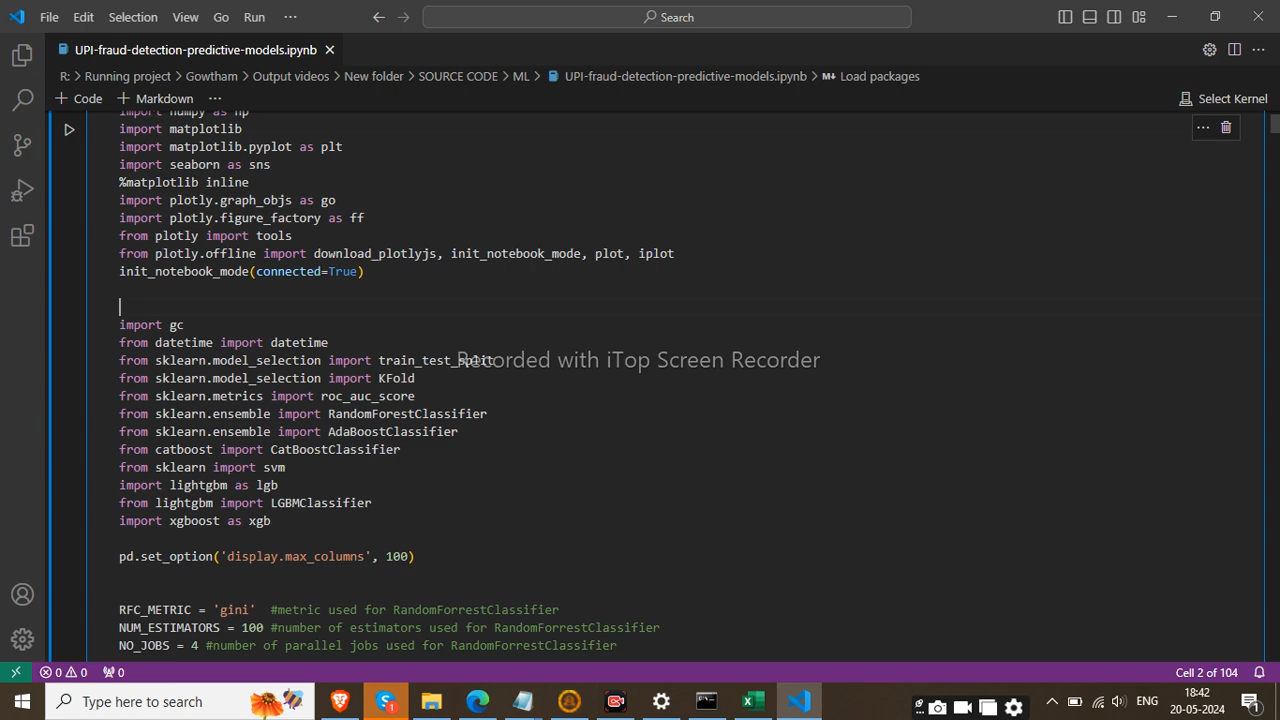 File Edit Selection View Go Run ··· Search
UPI-fraud-detection-predictive-models.ipynb
R: > Running project > Gowtham > Output videos > New folder > SOURCE CODE > ML > UPI-fraud-detection-predictive-models.ipynb > M↓ Load packages
+ Code + Markdown ··· Select Kernel
import numpy as np
import matplotlib
import matplotlib.pyplot as plt
import seaborn as sns
%matplotlib inline
import plotly.graph_objs as go
import plotly.figure_factory as ff
from plotly import tools
from plotly.offline import download_plotlyjs, init_notebook_mode, plot, iplot
init_notebook_mode(connected=True)
import gc
from datetime import datetime
from sklearn.model_selection import train_test_split
Recorded with iTop Screen Recorder
from sklearn.model_selection import KFold
from sklearn.metrics import roc_auc_score
from sklearn.ensemble import RandomForestClassifier
from sklearn.ensemble import AdaBoostClassifier
from catboost import CatBoostClassifier
from sklearn import svm
import lightgbm as lgb
from lightgbm import LGBMClassifier
import xgboost as xgb
pd.set_option('display.max_columns', 100)
RFC_METRIC = 'gini' #metric used for RandomForrestClassifier
NUM_ESTIMATORS = 100 #number of estimators used for RandomForrestClassifier
NO_JOBS = 4 #number of parallel jobs used for RandomForrestClassifier
0 0 0 Cell 2 of 104
Type here to search
1
ENG
18:42
20-05-2024
1